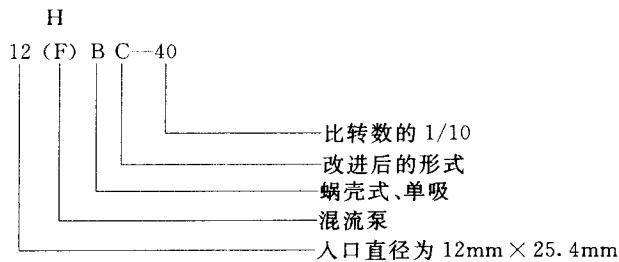 H
12(F)BC—40
比转数的 1/10
改进后的形式
蜗壳式、单吸
混流泵
入口直径为 12mm×25.4mm